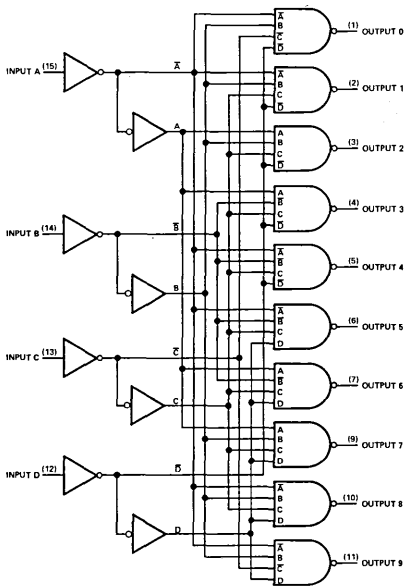 A̅
B
C̅
D̅
(1) OUTPUT 0
INPUT A (15)
A̅
A̅
B
C
D̅
(2) OUTPUT 1
A
A
B
C
D̅
(3) OUTPUT 2
A
B̅
C
D̅
(4) OUTPUT 3
INPUT B (14)
B̅
A̅
B̅
C
D̅
(5) OUTPUT 4
B
A̅
B̅
C
D
(6) OUTPUT 5
INPUT C (13)
C̅
A
B̅
C
D
(7) OUTPUT 6
C
A
B
C
D
(9) OUTPUT 7
INPUT D (12)
D̅
A̅
B
C
D
(10) OUTPUT 8
D
A̅
B
C̅
D
(11) OUTPUT 9